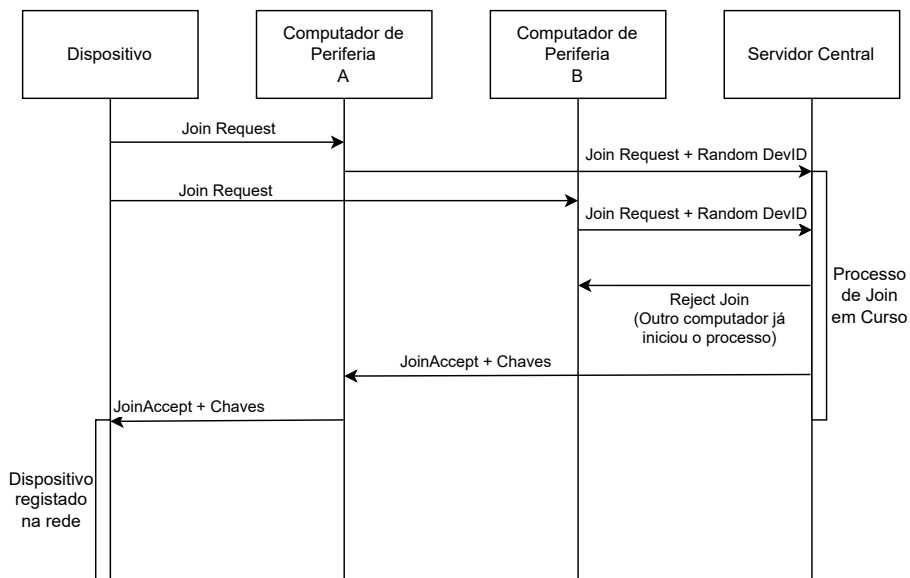 Dispositivo
Computador de
Periferia
A
Computador de
Periferia
B
Servidor Central
Join Request
Join Request + Random DevID
Join Request
Join Request + Random DevID
Processo
de Join
em Curso
Reject Join
(Outro computador já
iniciou o processo)
JoinAccept + Chaves
JoinAccept + Chaves
Dispositivo
registado
na rede